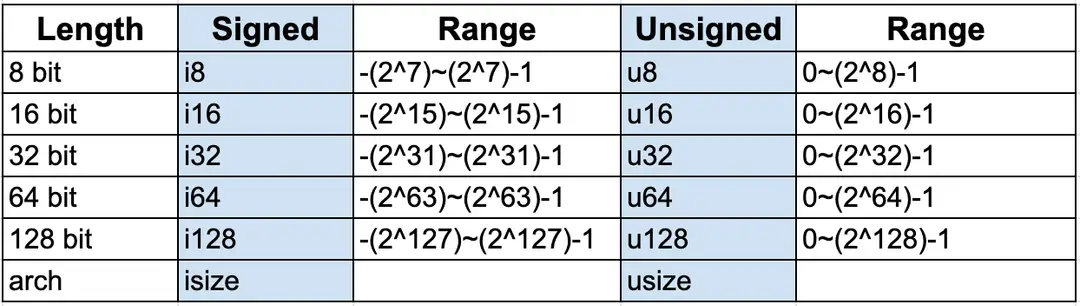 Length Signed Range Unsigned Range
8 bit i8 -(2^7)~(2^7)-1 u8 0~(2^8)-1
16 bit i16 -(2^15)~(2^15)-1 u16 0~(2^16)-1
32 bit i32 -(2^31)~(2^31)-1 u32 0~(2^32)-1
64 bit i64 -(2^63)~(2^63)-1 u64 0~(2^64)-1
128 bit i128 -(2^127)~(2^127)-1 u128 0~(2^128)-1
arch isize usize